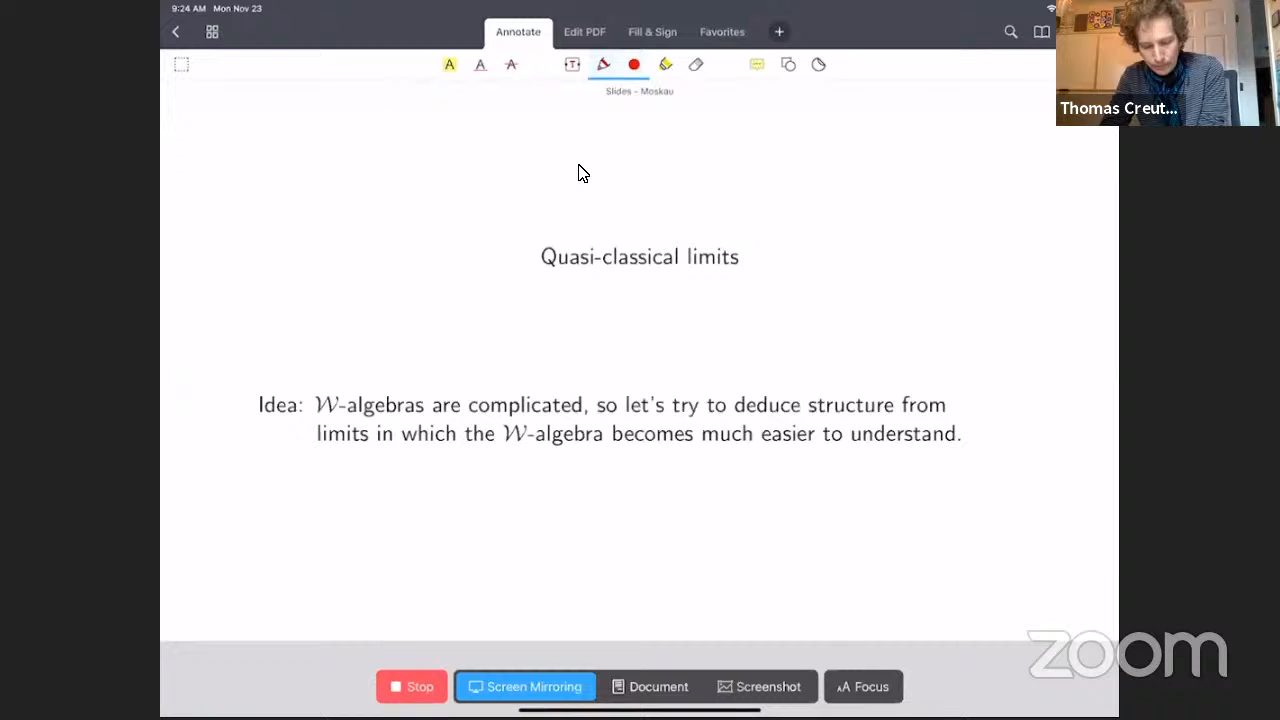 9:24 AM Mon Nov 23
Annotate Edit PDF Fill & Sign Favorites +
A A A T
Slides - Moskau
Thomas Creut...
Quasi-classical limits
Idea: W-algebras are complicated, so let's try to deduce structure from
limits in which the W-algebra becomes much easier to understand.
Stop Screen Mirroring Document Screenshot AA Focus
zoom